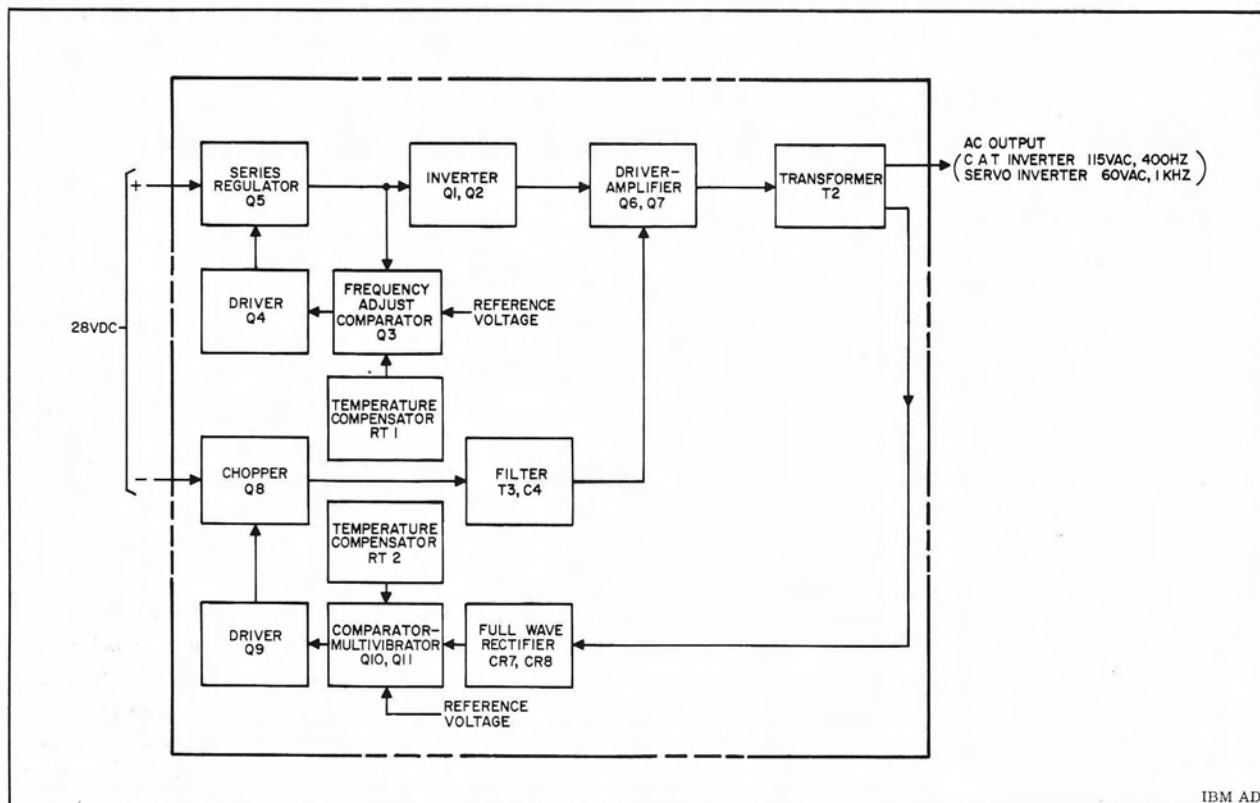 AC OUTPUT
( C A T INVERTER 115VAC, 400HZ )
SERVO INVERTER 60VAC, 1 KHZ
+
SERIES
REGULATOR
Q5
INVERTER
Q1, Q2
DRIVER-
AMPLIFIER
Q6, Q7
TRANSFORMER
T2
28VDC
DRIVER
Q4
FREQUENCY
ADJUST
COMPARATOR
Q3
REFERENCE
VOLTAGE
TEMPERATURE
COMPENSATOR
RT 1
–
CHOPPER
Q8
FILTER
T3, C4
TEMPERATURE
COMPENSATOR
RT 2
DRIVER
Q9
COMPARATOR-
MULTIVIBRATOR
Q10, Q11
FULL WAVE
RECTIFIER
CR7, CR8
REFERENCE
VOLTAGE
IBM AD